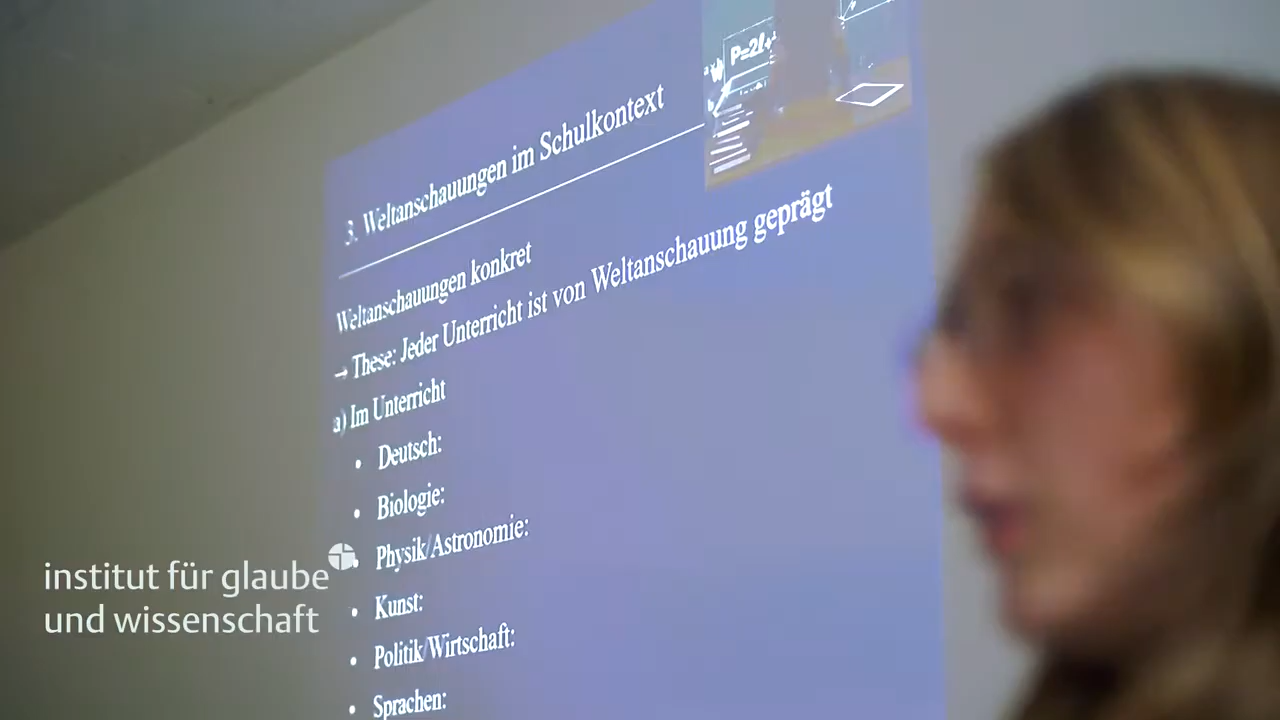 P=2l+
3. Weltanschauungen im Schulkontext
Weltanschauungen konkret
→ These: Jeder Unterricht ist von Weltanschauung geprägt
a) Im Unterricht
• Deutsch:
• Biologie:
• Physik/Astronomie:
• Kunst:
• Politik/Wirtschaft:
• Sprachen:
institut für glaube
und wissenschaft